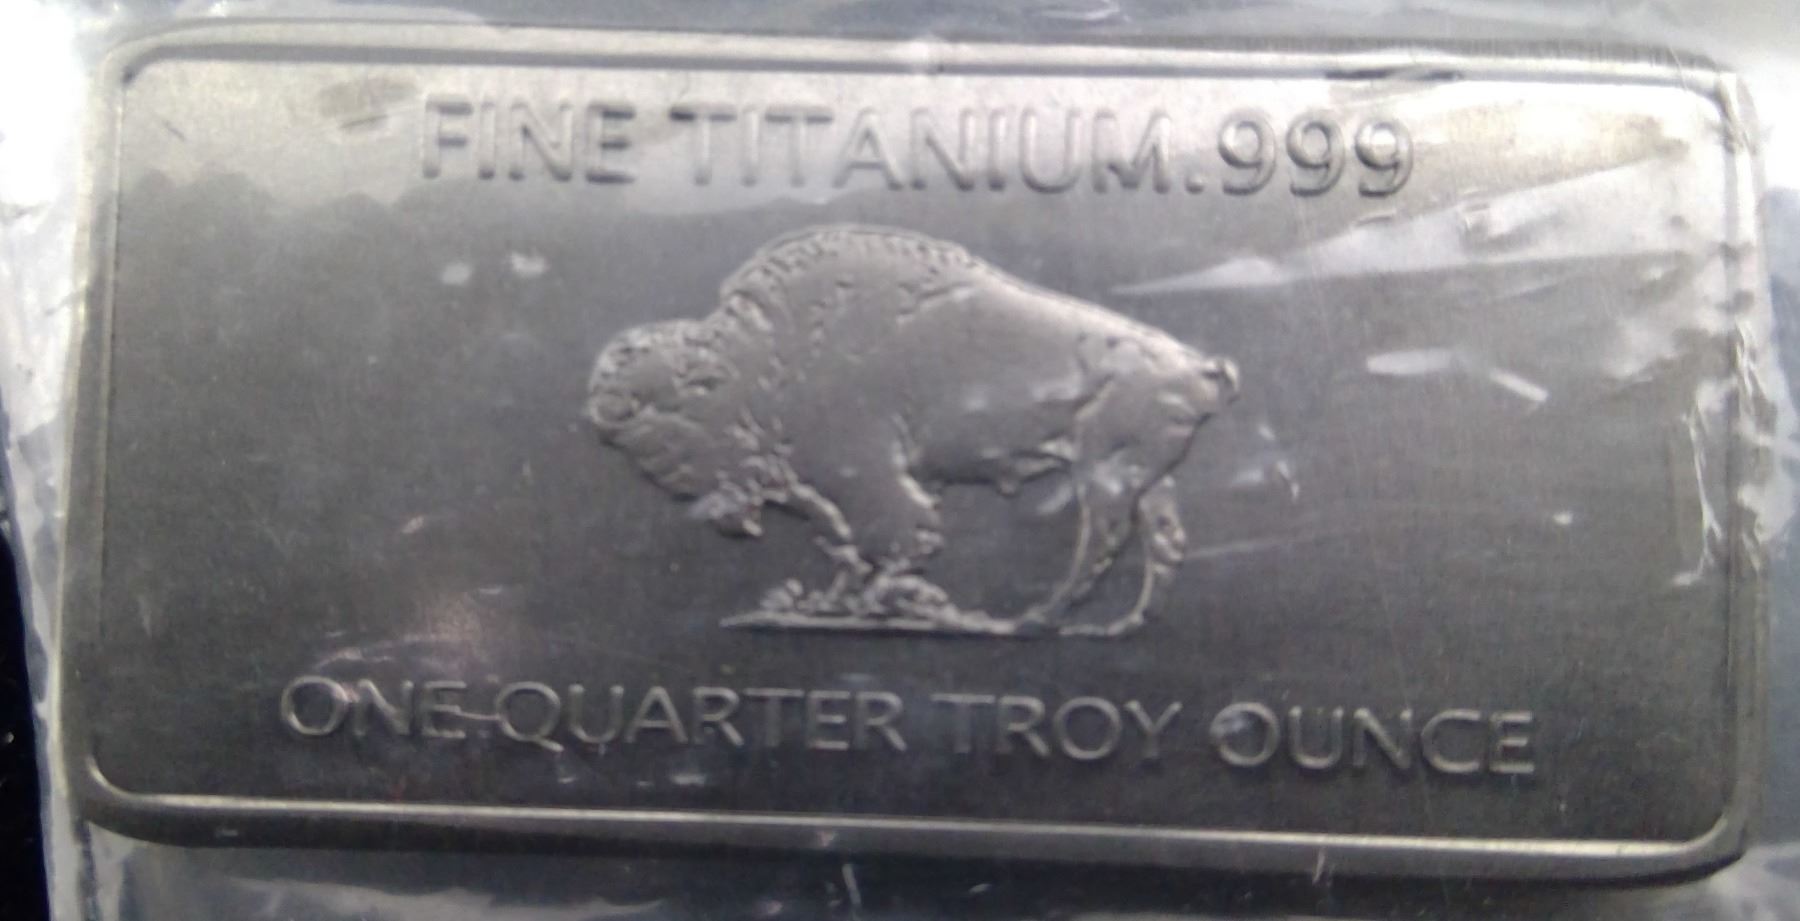 FINE TITANIUM .999
ONE QUARTER TROY OUNCE